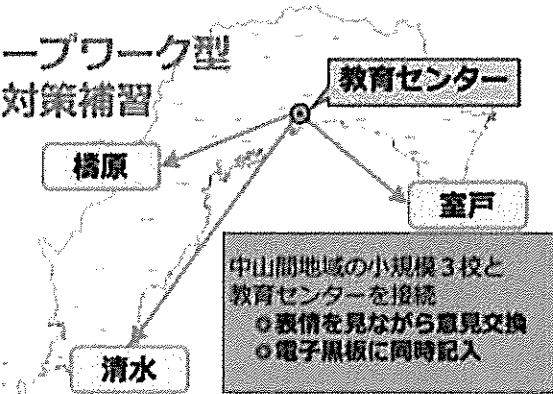 ープワーク型
対策補習
教育センター
檮原
室戸
清水
中山間地域の小規模3校と
教育センターを接続
◎表情を見ながら意見交換
◎電子黒板に同時記入